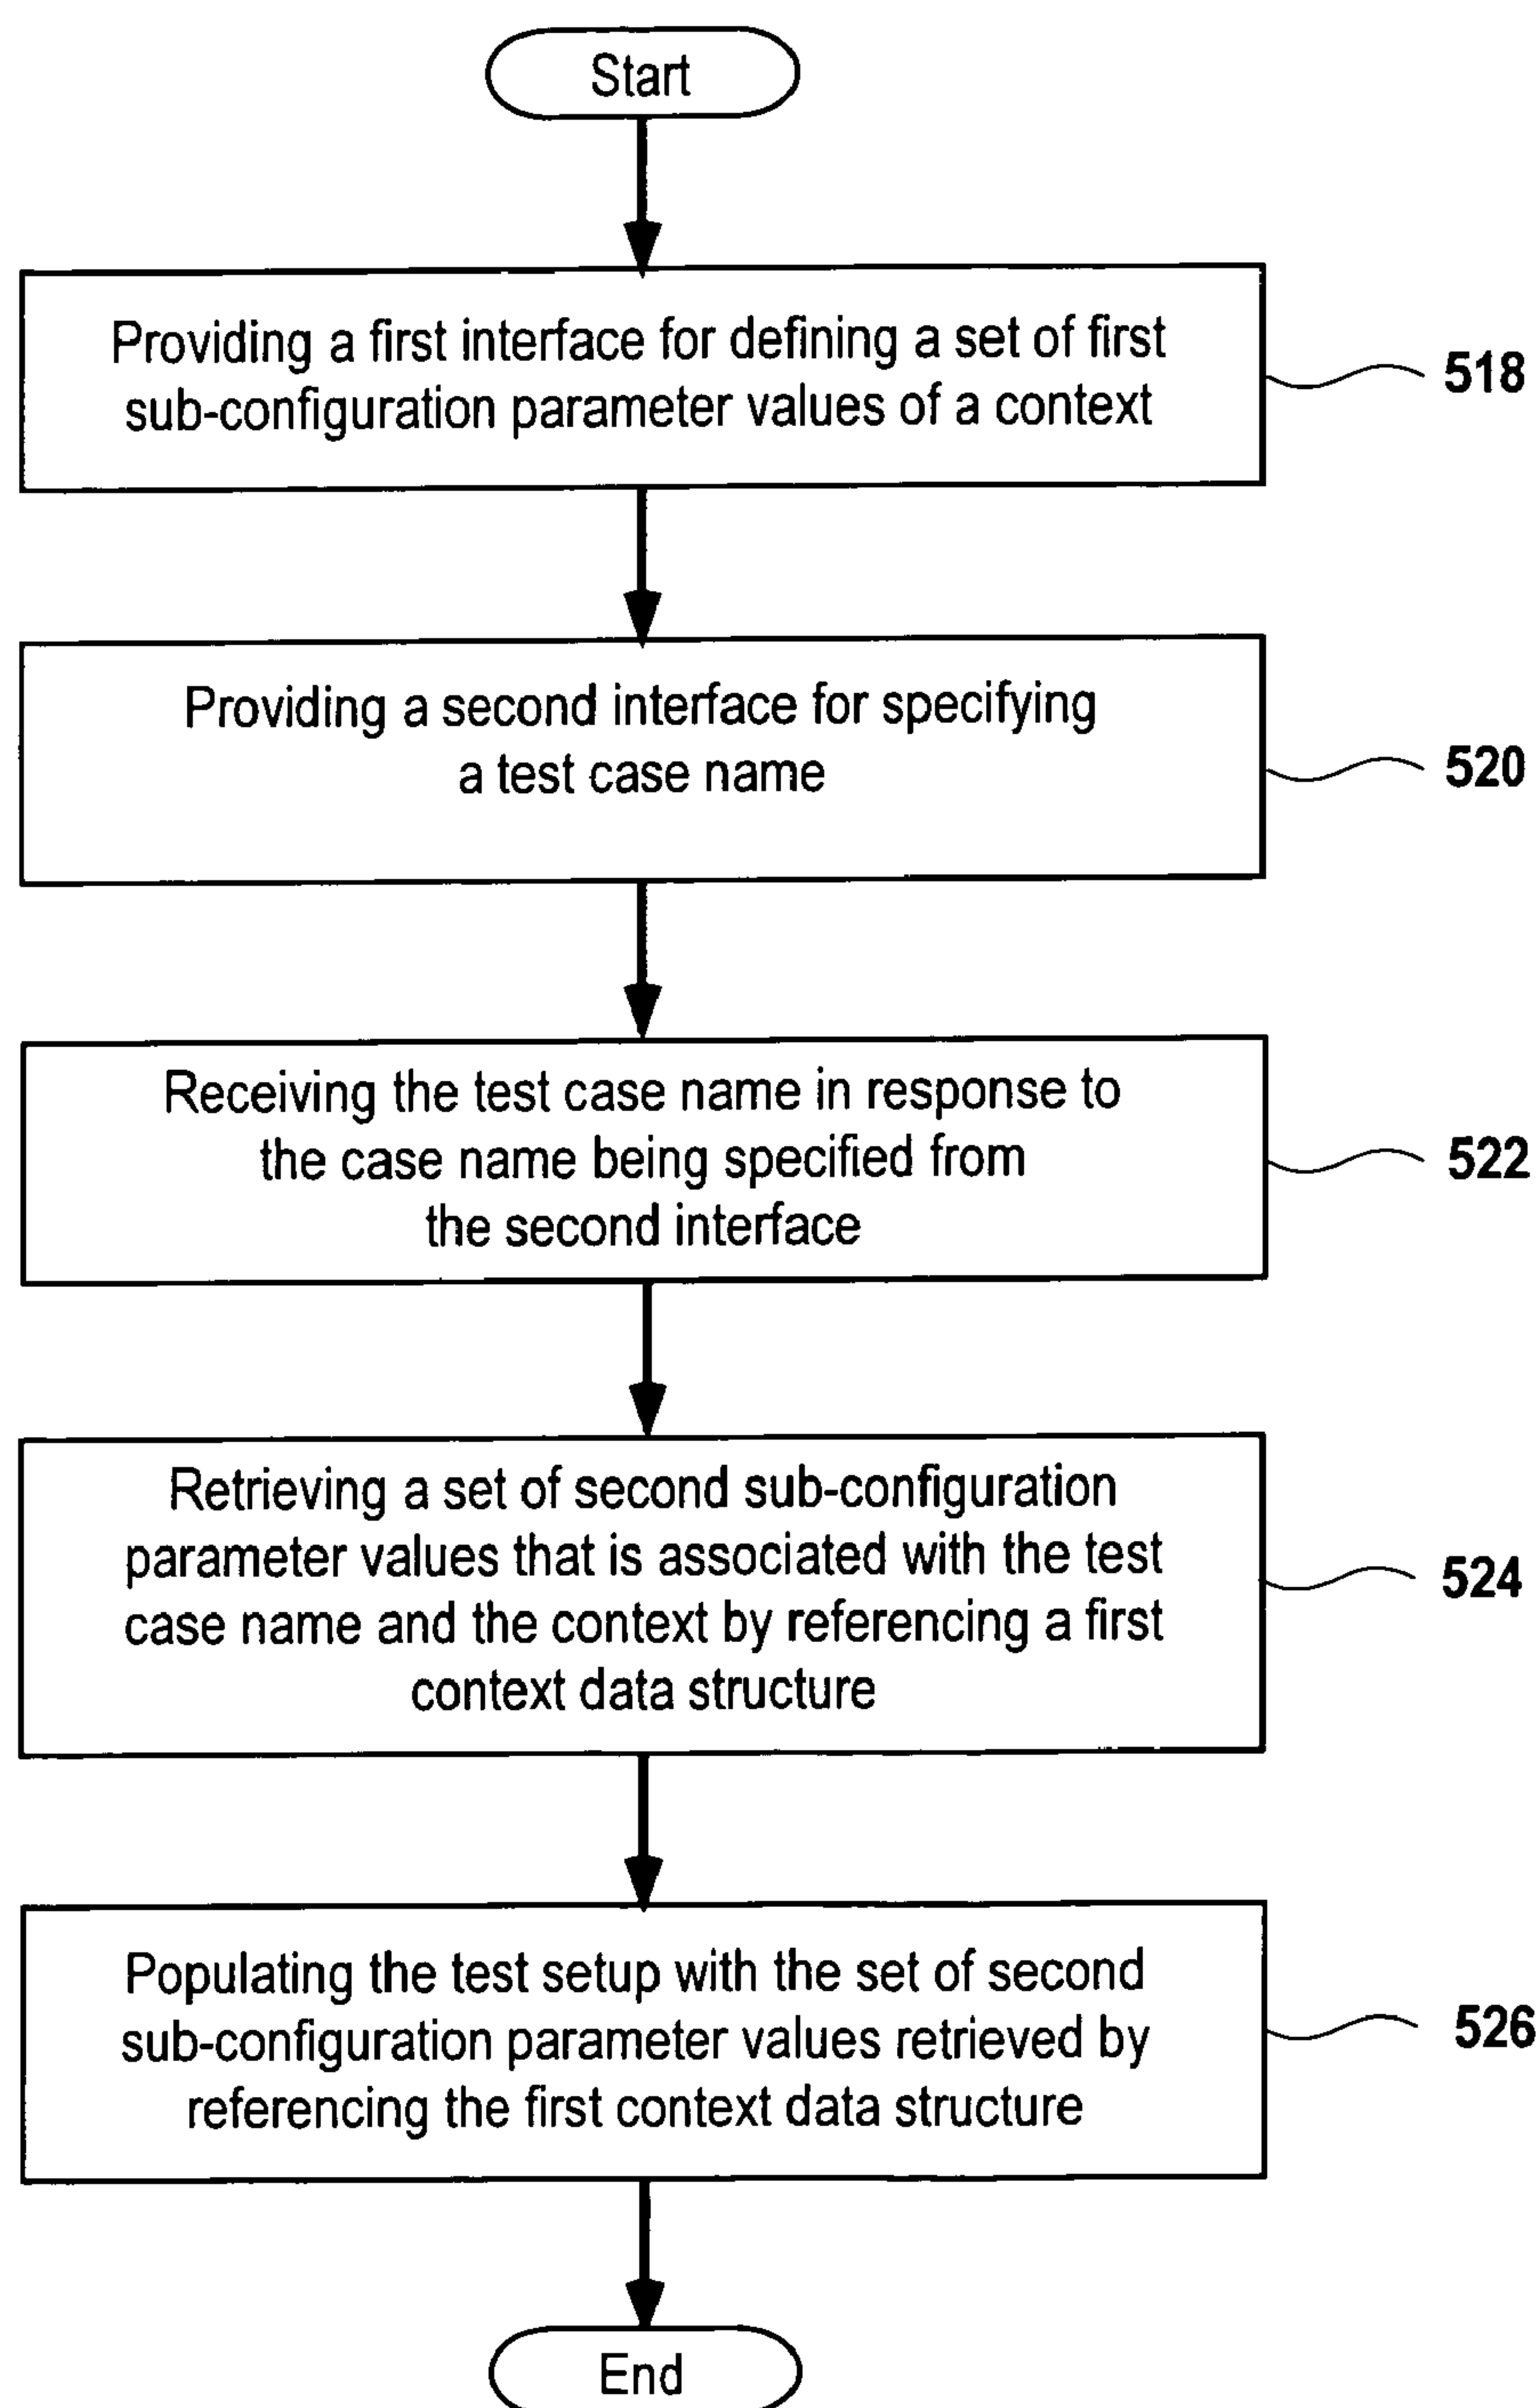 Start
Providing a first interface for defining a set of first
sub-configuration parameter values of a context
518
Providing a second interface for specifying
a test case name
520
Receiving the test case name in response to
the case name being specified from
the second interface
522
Retrieving a set of second sub-configuration
parameter values that is associated with the test
case name and the context by referencing a first
context data structure
524
Populating the test setup with the set of second
sub-configuration parameter values retrieved by
referencing the first context data structure
526
End